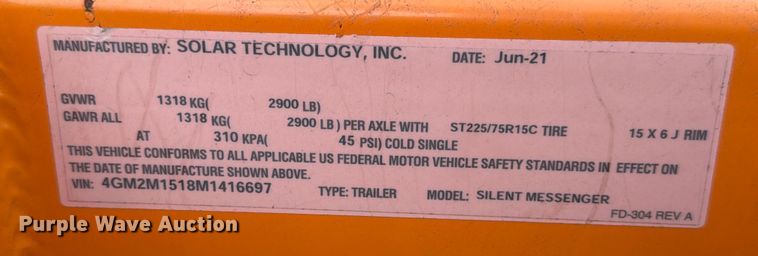 MANUFACTURED BY: SOLAR TECHNOLOGY, INC. DATE: Jun-21
GVWR 1318 KG( 2900 LB)
GAWR ALL 1318 KG( 2900 LB ) PER AXLE WITH ST225/75R15C TIRE 15 X 6 J RIM
AT 310 KPA( 45 PSI) COLD SINGLE
THIS VEHICLE CONFORMS TO ALL APPLICABLE US FEDERAL MOTOR VEHICLE SAFETY STANDARDS IN EFFECT ON
THE DATE OF MANUFACTURE SHOWN ABOVE.
VIN: 4GM2M1518M1416697 TYPE: TRAILER MODEL: SILENT MESSENGER
FD-304 REV A
Purple Wave Auction